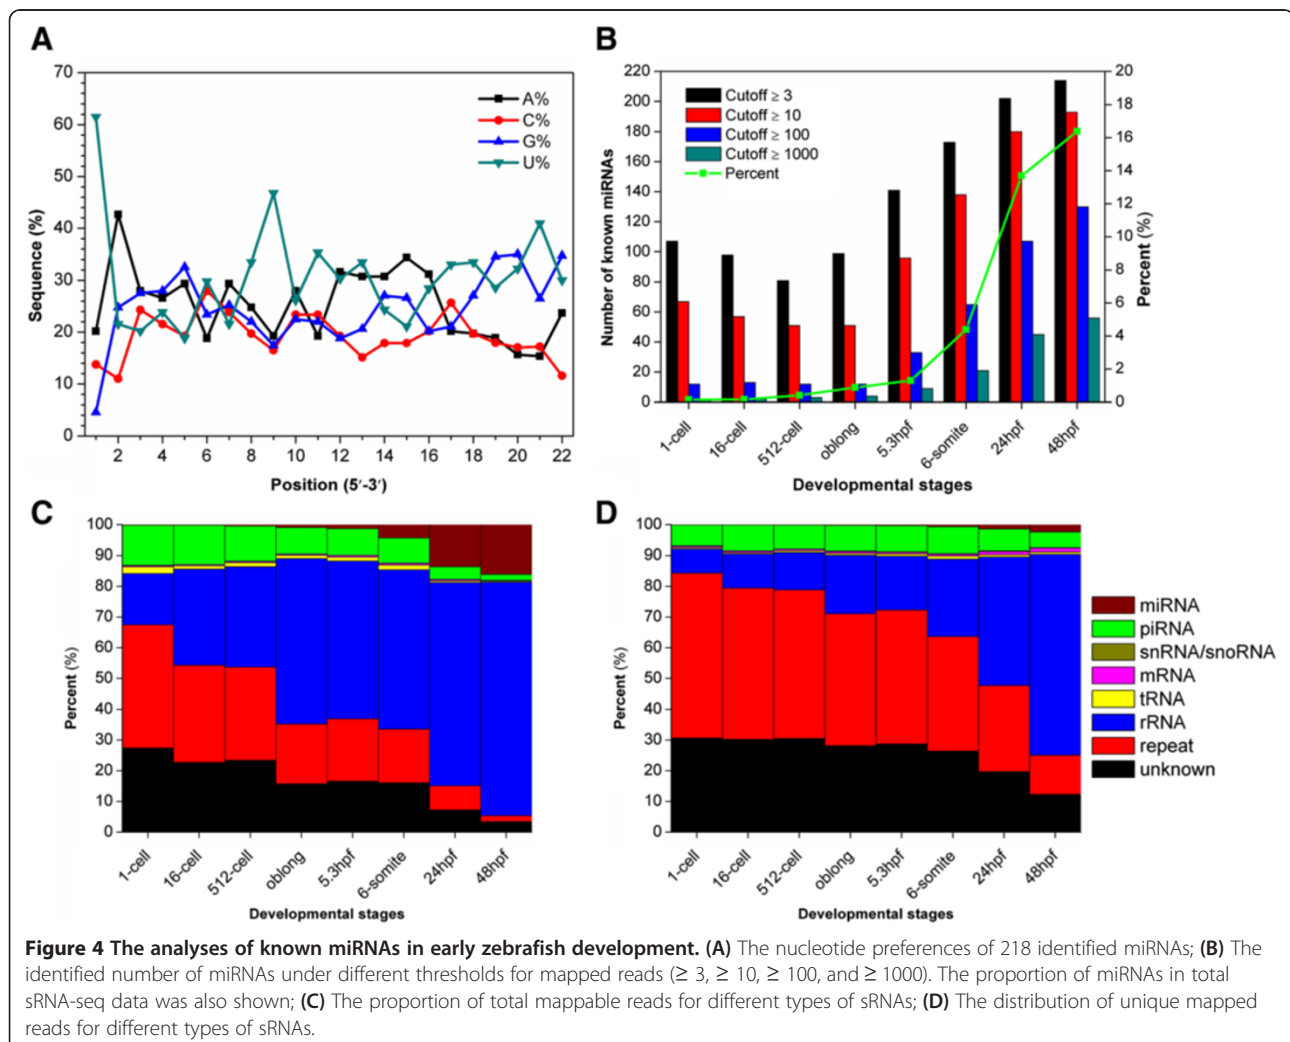 A
70
60
50
40
30
20
10
0
Sequence (%)
A%
C%
G%
U%
2
4
6
8
10
12
14
16
18
20
22
Position (5′-3′)
B
220
200
180
160
140
120
100
80
60
40
20
0
Number of known miRNAs
Cutoff ≥ 3
Cutoff ≥ 10
Cutoff ≥ 100
Cutoff ≥ 1000
Percent
20
18
16
14
12
10
8
6
4
2
0
Percent (%)
1-cell
16-cell
512-cell
oblong
5.3hpf
6-somite
24hpf
48hpf
Developmental stages
C
100
90
80
70
60
50
40
30
20
10
0
Percent (%)
1-cell
16-cell
512-cell
oblong
5.3hpf
6-somite
24hpf
48hpf
Developmental stages
D
100
90
80
70
60
50
40
30
20
10
0
Percent (%)
1-cell
16-cell
512-cell
oblong
5.3hpf
6-somite
24hpf
48hpf
Developmental stages
miRNA
piRNA
snRNA/snoRNA
mRNA
tRNA
rRNA
repeat
unknown
Figure 4 The analyses of known miRNAs in early zebrafish development. (A) The nucleotide preferences of 218 identified miRNAs; (B) The
identified number of miRNAs under different thresholds for mapped reads (≥ 3, ≥ 10, ≥ 100, and ≥ 1000). The proportion of miRNAs in total
sRNA-seq data was also shown; (C) The proportion of total mappable reads for different types of sRNAs; (D) The distribution of unique mapped
reads for different types of sRNAs.